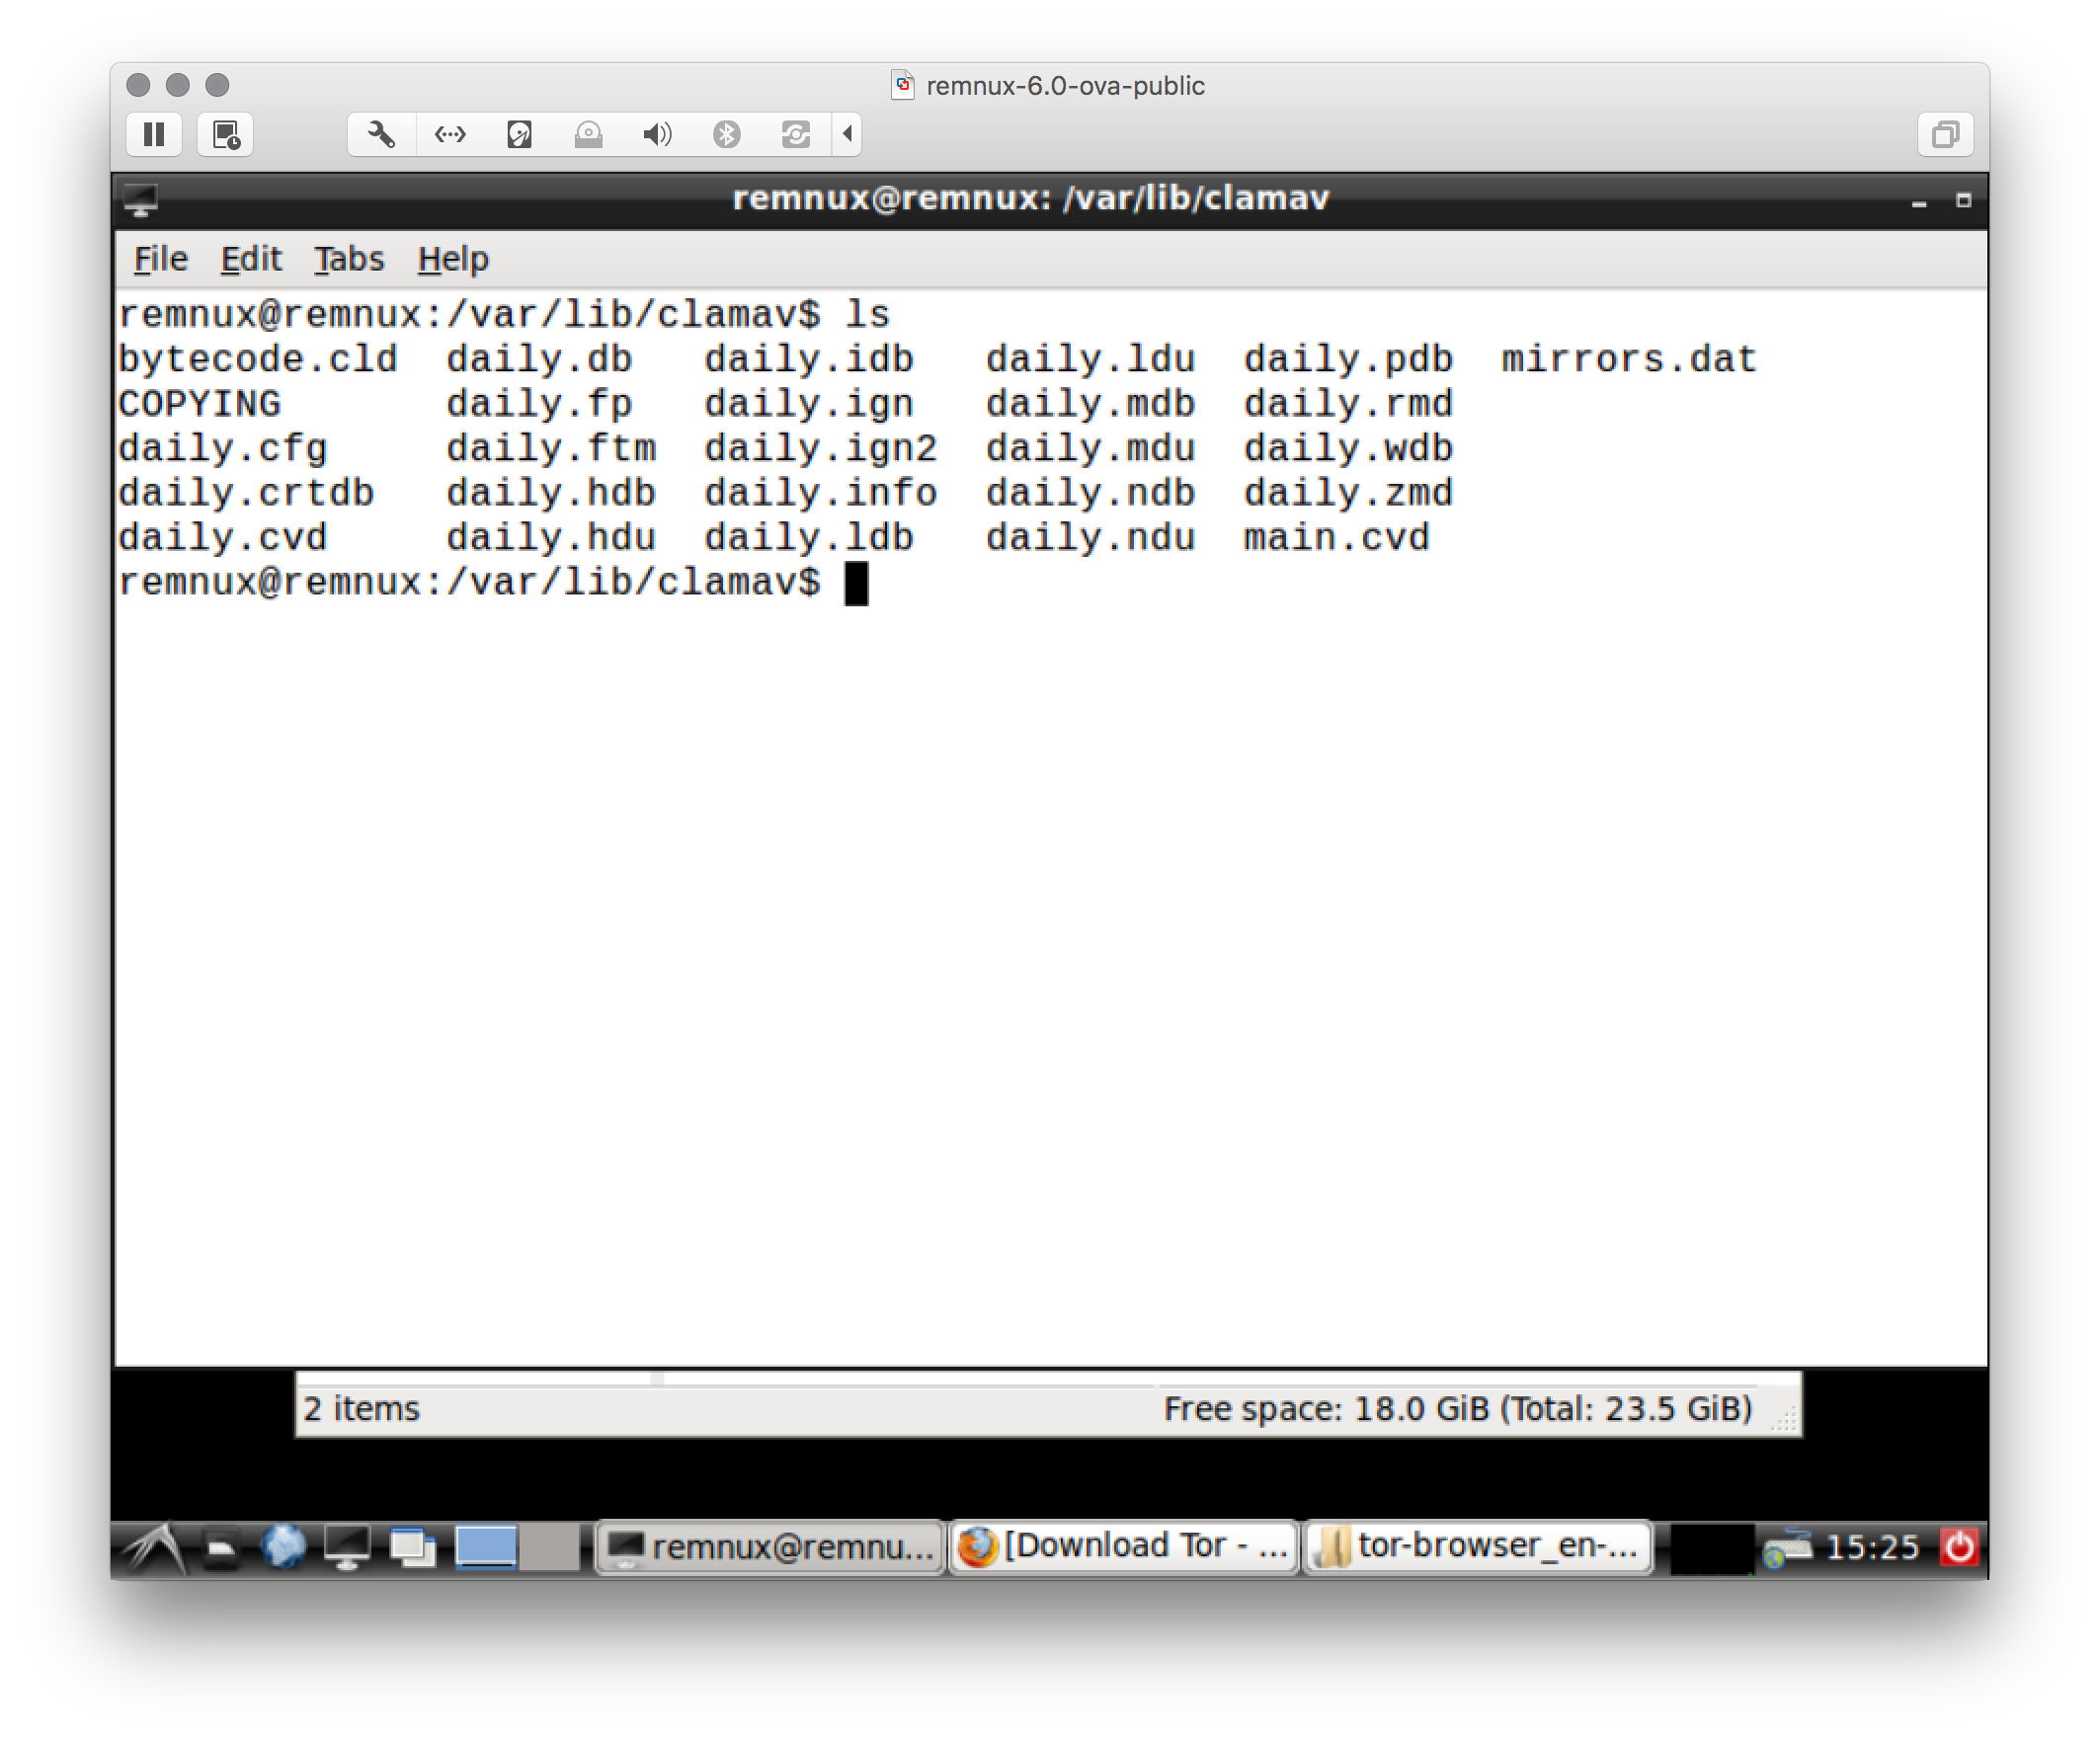 remnux-6.0-ova-public
remnux@remnux: /var/lib/clamav
File Edit Tabs Help
remnux@remnux:/var/lib/clamav$ ls
bytecode.cld daily.db daily.idb daily.ldu daily.pdb mirrors.dat
COPYING daily.fp daily.ign daily.mdb daily.rmd
daily.cfg daily.ftm daily.ign2 daily.mdu daily.wdb
daily.crtdb daily.hdb daily.info daily.ndb daily.zmd
daily.cvd daily.hdu daily.ldb daily.ndu main.cvd
remnux@remnux:/var/lib/clamav$
2 items Free space: 18.0 GiB (Total: 23.5 GiB)
remnux@remnu... [Download Tor - ... tor-browser_en-... 15:25